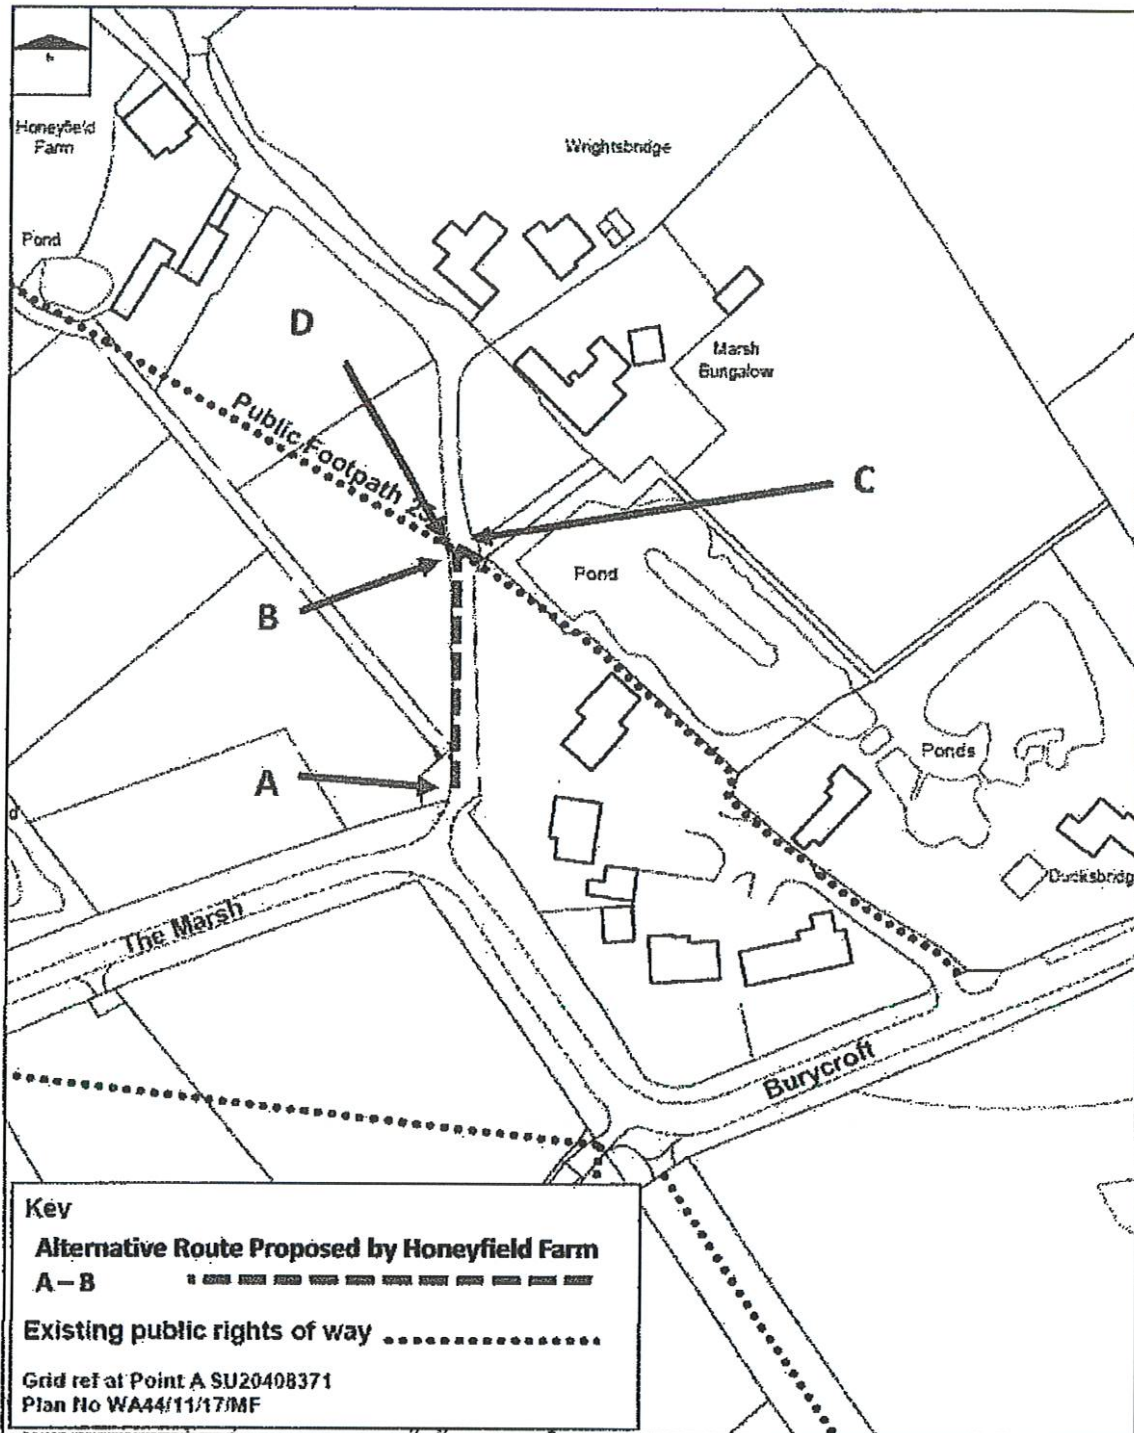 Honeyfield
Farm
Wrightsbridge
Pond
D
Marsh
Bungalow
Public Footpath
C
Pond
B
A
Ponds
Ducksbridg
The Marsh
Burycroft
Key
Alternative Route Proposed by Honeyfield Farm
A – B
Existing public rights of way
Grid ref at Point A SU20408371
Plan No WA44/11/17/MF